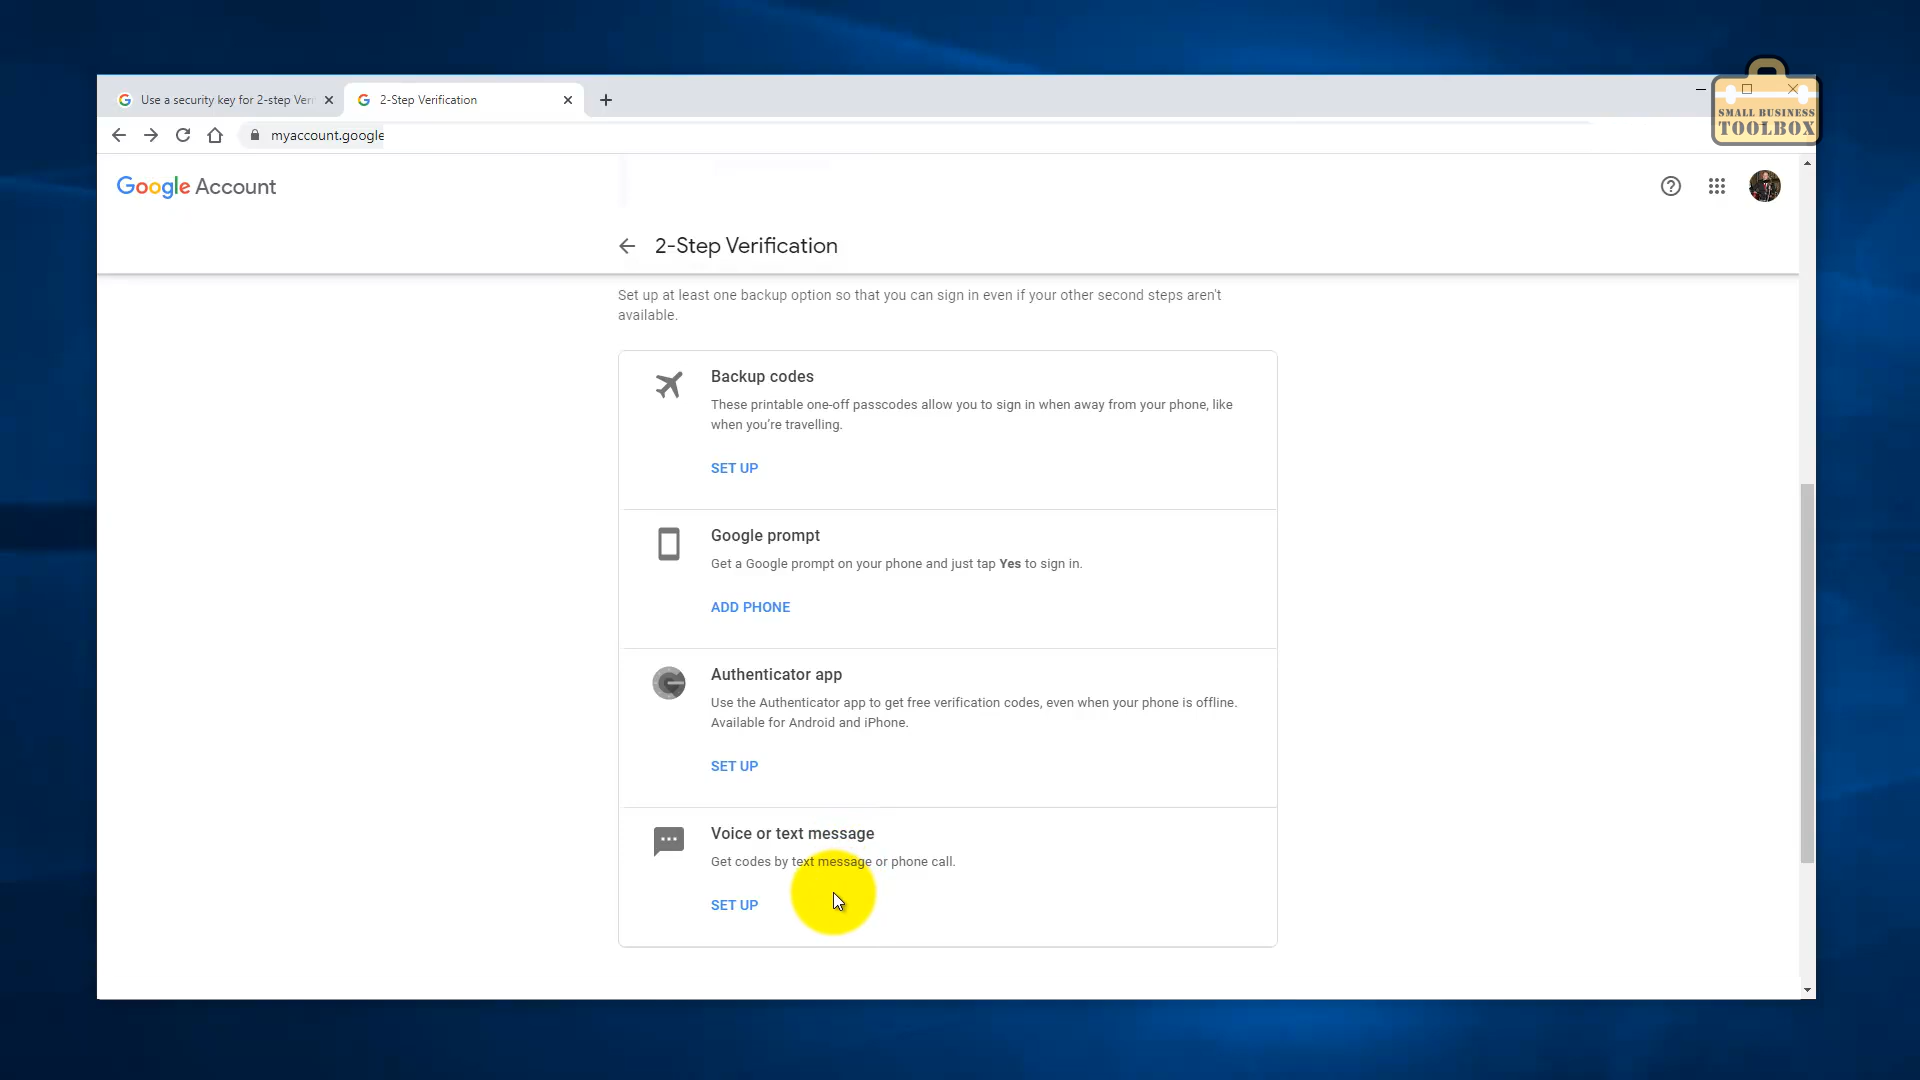 Use a security key for 2-step Ver
2-Step Verification
SMALL BUSINESS
TOOLBOX
myaccount.google
Google Account
2-Step Verification
Set up at least one backup option so that you can sign in even if your other second steps aren't
available.
Backup codes
These printable one-off passcodes allow you to sign in when away from your phone, like
when you're travelling.
SET UP
Google prompt
Get a Google prompt on your phone and just tap Yes to sign in.
ADD PHONE
Authenticator app
Use the Authenticator app to get free verification codes, even when your phone is offline.
Available for Android and iPhone.
SET UP
Voice or text message
Get codes by text message or phone call.
SET UP